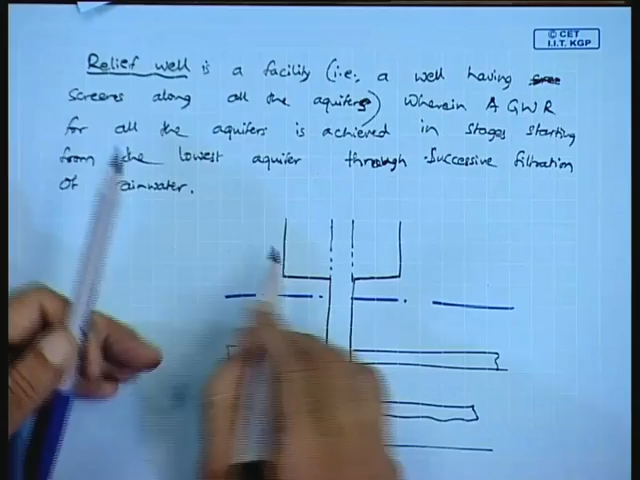 © CET
I.I.T. KGP
Relief well is a facility (i.e., a well having
screens along all the aquifers) wherein AGWR
for all the aquifers is achieved in stages starting
from the lowest aquifer through successive filtration
of rainwater.